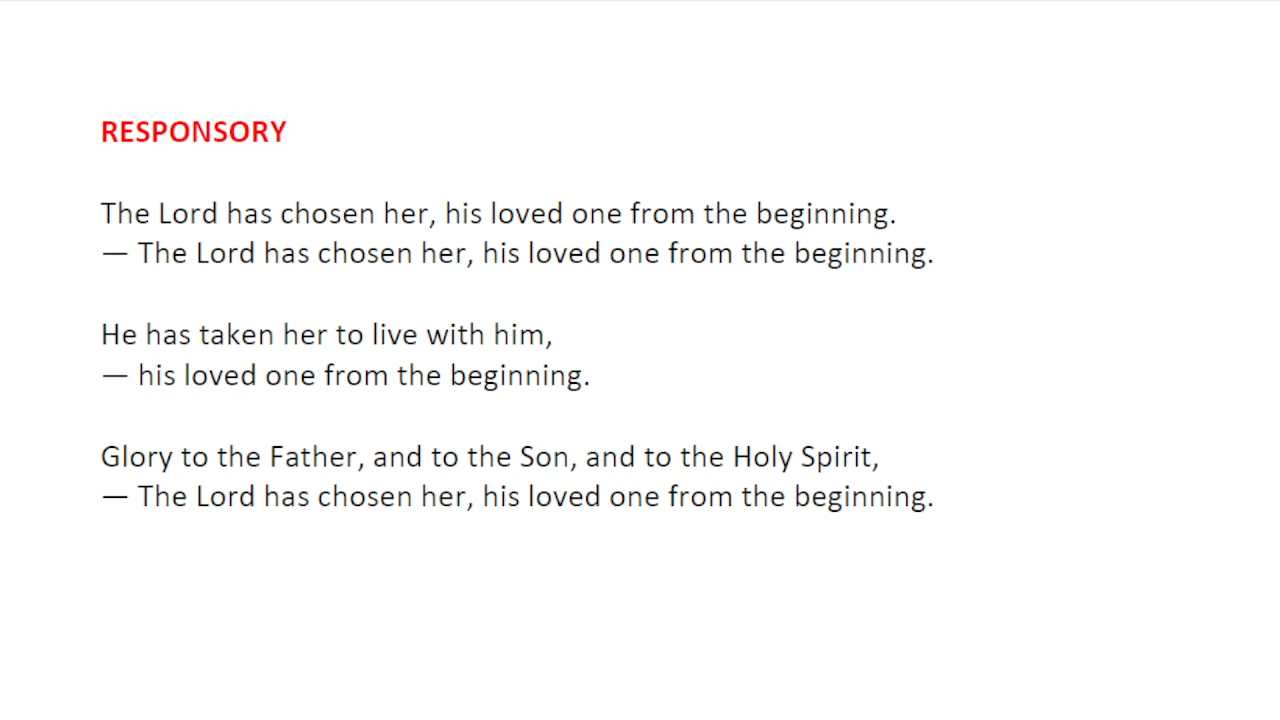 RESPONSORY
The Lord has chosen her, his loved one from the beginning.
— The Lord has chosen her, his loved one from the beginning.
He has taken her to live with him,
— his loved one from the beginning.
Glory to the Father, and to the Son, and to the Holy Spirit,
— The Lord has chosen her, his loved one from the beginning.